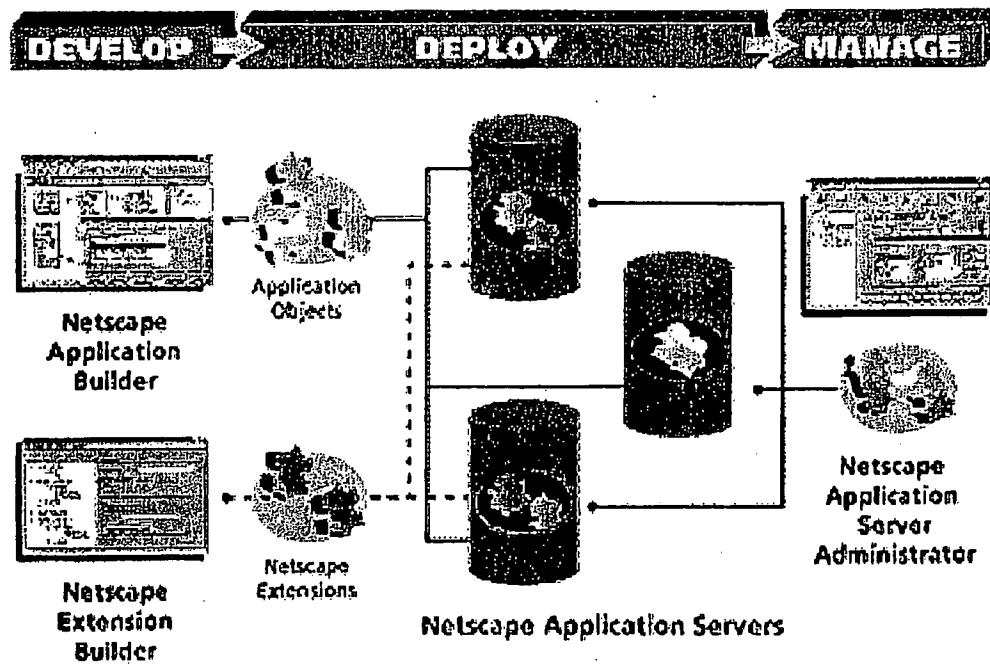 DEVELOP DEPLOY MANAGE
Application
Objects
Netscape
Application
Builder
Netscape
Extensions
Netscape
Extension
Builder
Netscape Application Servers
Netscape
Application
Server
Administrator